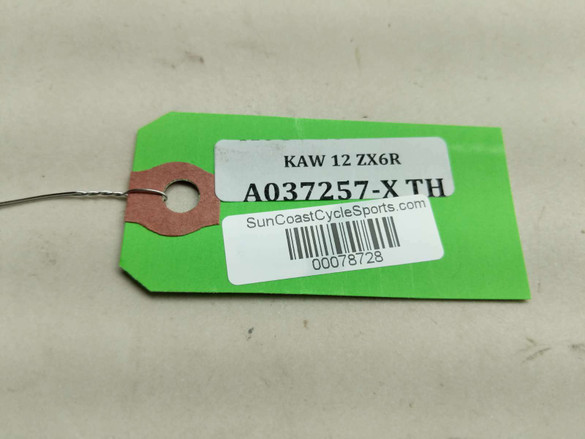 KAW 12 ZX6R
A037257-X TH
SunCoastCycleSports.com
00078728